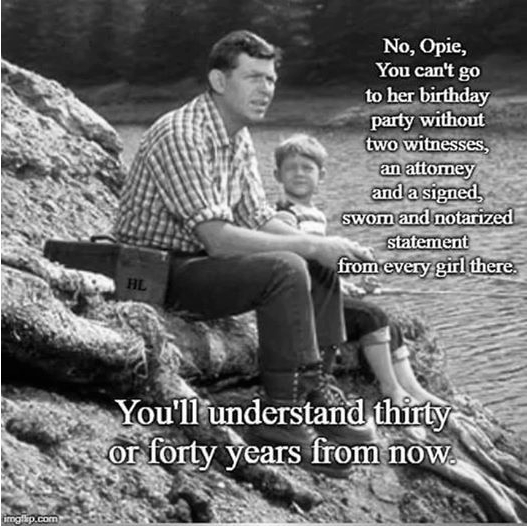 No, Opie,
You can't go
to her birthday
party without
two witnesses,
an attorney
and a signed,
sworn and notarized
statement
from every girl there.
HL
You'll understand thirty
or forty years from now.
imgflip.com